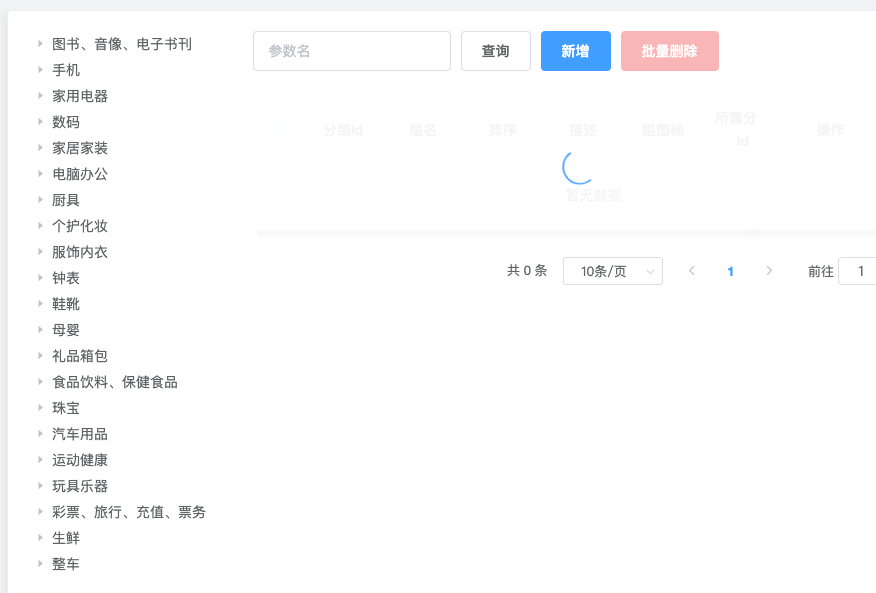 图书、音像、电子书刊
手机
家用电器
数码
家居家装
电脑办公
厨具
个护化妆
服饰内衣
钟表
鞋靴
母婴
礼品箱包
食品饮料、保健食品
珠宝
汽车用品
运动健康
玩具乐器
彩票、旅行、充值、票务
生鲜
整车
参数名 查询 新增 批量删除
分组id 组名 排序 描述 组图标 所属分id 操作
暂无数据
共 0 条 10条/页 1 前往 1